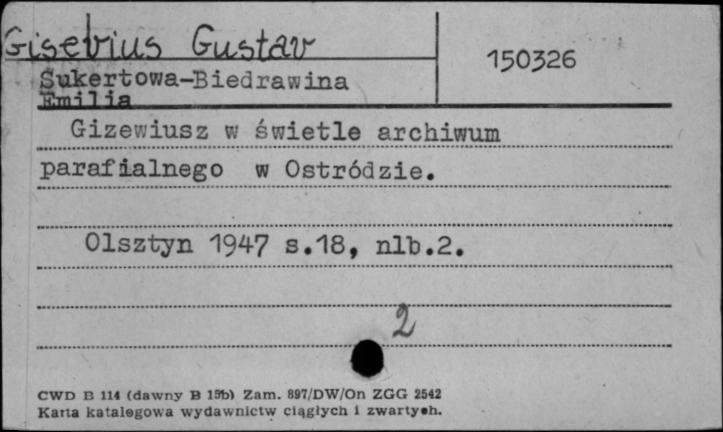 Gisevius Gustav
150326
Sukertowa-Biedrawina
Emilia
Gizewiusz w świetle archiwum
parafialnego w Ostródzie.
Olsztyn 1947 s.18, nlb.2.
2
CWD B 114 (dawny B 15b) Zam. 897/DW/On ZGG 2542
Karta katalogowa wydawnictw ciągłych i zwartych.